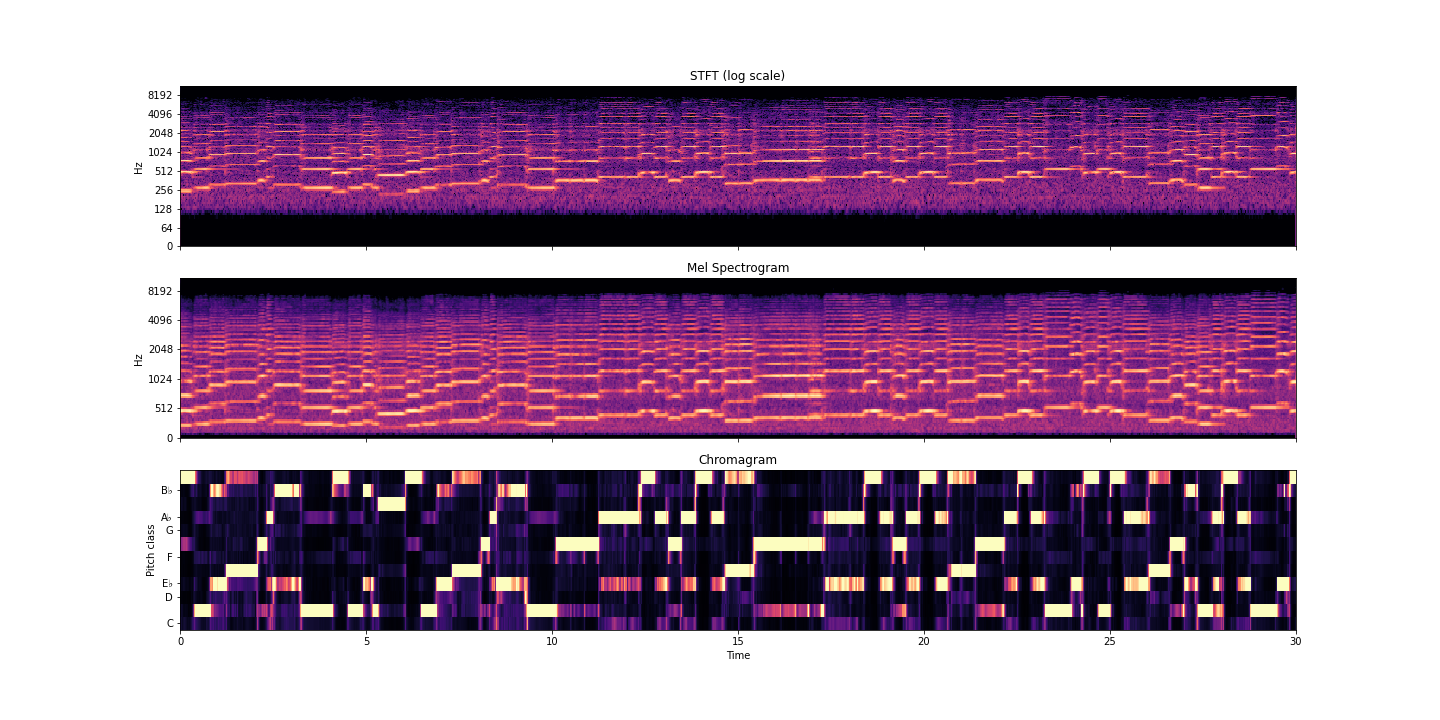 STFT (log scale)
8192
4096
2048
1024
512
256
128
64
0
Hz
Mel Spectrogram
8192
4096
2048
1024
512
0
Hz
Chromagram
B♭
A♭
G
F
E♭
D
C
Pitch class
0 5 10 15 20 25 30
Time